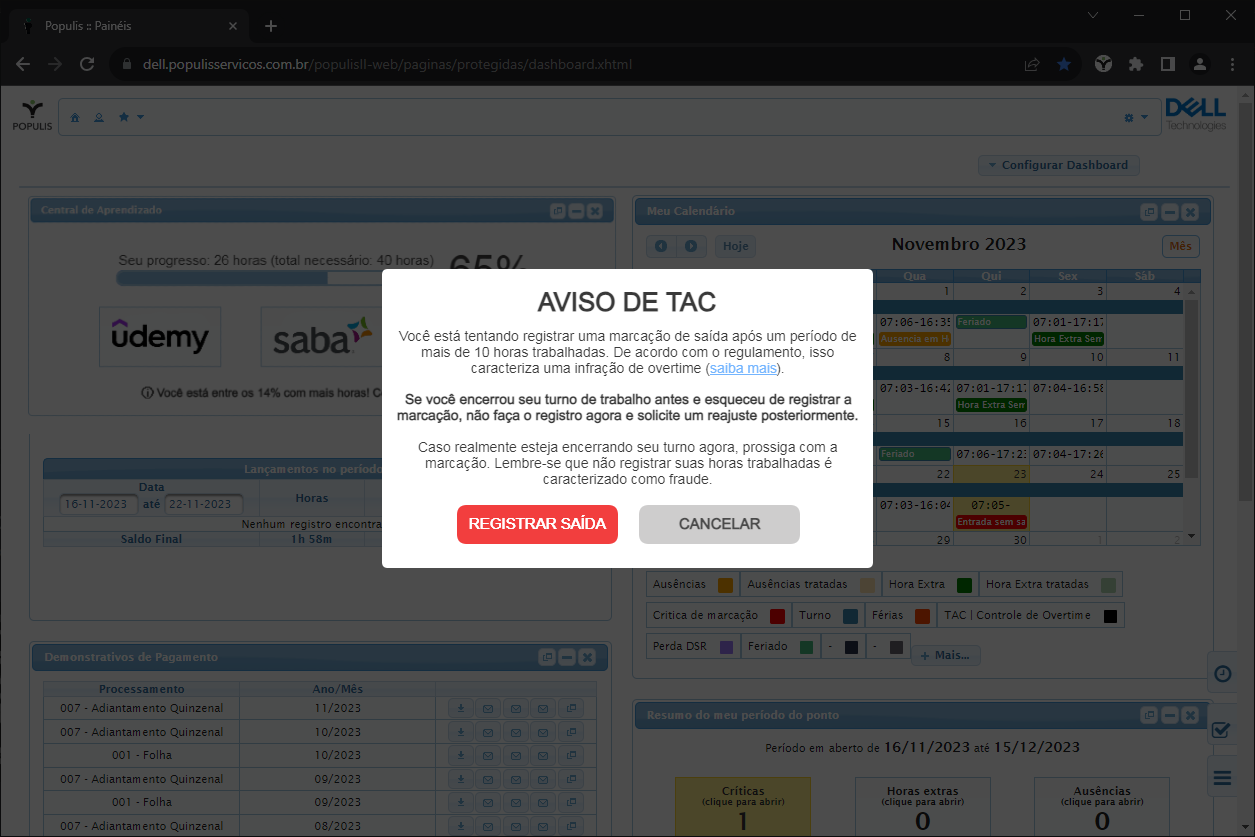 Populis :: Painéis
dell.populisservicos.com.br/populisII-web/paginas/protegidas/dashboard.xhtml
POPULIS
DELL
Technologies
Configurar Dashboard
Central de Aprendizado
Seu progresso: 26 horas (total necessário: 40 horas)
65%
ûdemy
saba
Você está entre os 14% com mais horas!
Meu Calendário
Hoje
Novembro 2023
Mês
Qua Qui Sex Sáb
1 2 3 4
07:06-16:35 Feriado 07:01-17:17
Ausencia em H Hora Extra Sem
8 9 10 11
07:03-16:42 07:01-17:17 07:04-16:58
Hora Extra Sem
15 16 17 18
Feriado 07:06-17:23 07:04-17:26
22 23 24 25
07:03-16:04 07:05-
Entrada sem sa
29 30 1 2
AVISO DE TAC
Você está tentando registrar uma marcação de saída após um período de
mais de 10 horas trabalhadas. De acordo com o regulamento, isso
caracteriza uma infração de overtime (saiba mais).
Se você encerrou seu turno de trabalho antes e esqueceu de registrar a
marcação, não faça o registro agora e solicite um reajuste posteriormente.
Caso realmente esteja encerrando seu turno agora, prossiga com a
marcação. Lembre-se que não registrar suas horas trabalhadas é
caracterizado como fraude.
REGISTRAR SAÍDA CANCELAR
Lançamentos no período
Data
16-11-2023 até 22-11-2023 Horas
Nenhum registro encontra
Saldo Final 1h 58m
Ausências Ausências tratadas Hora Extra Hora Extra tratadas
Crítica de marcação Turno Férias TAC | Controle de Overtime
Perda DSR Feriado - -
+ Mais...
Demonstrativos de Pagamento
Processamento Ano/Mês
007 - Adiantamento Quinzenal 11/2023
007 - Adiantamento Quinzenal 10/2023
001 - Folha 10/2023
007 - Adiantamento Quinzenal 09/2023
001 - Folha 09/2023
007 - Adiantamento Quinzenal 08/2023
Resumo do meu período do ponto
Período em aberto de 16/11/2023 até 15/12/2023
Críticas
(clique para abrir)
1
Horas extras
(clique para abrir)
0
Ausências
(clique para abrir)
0